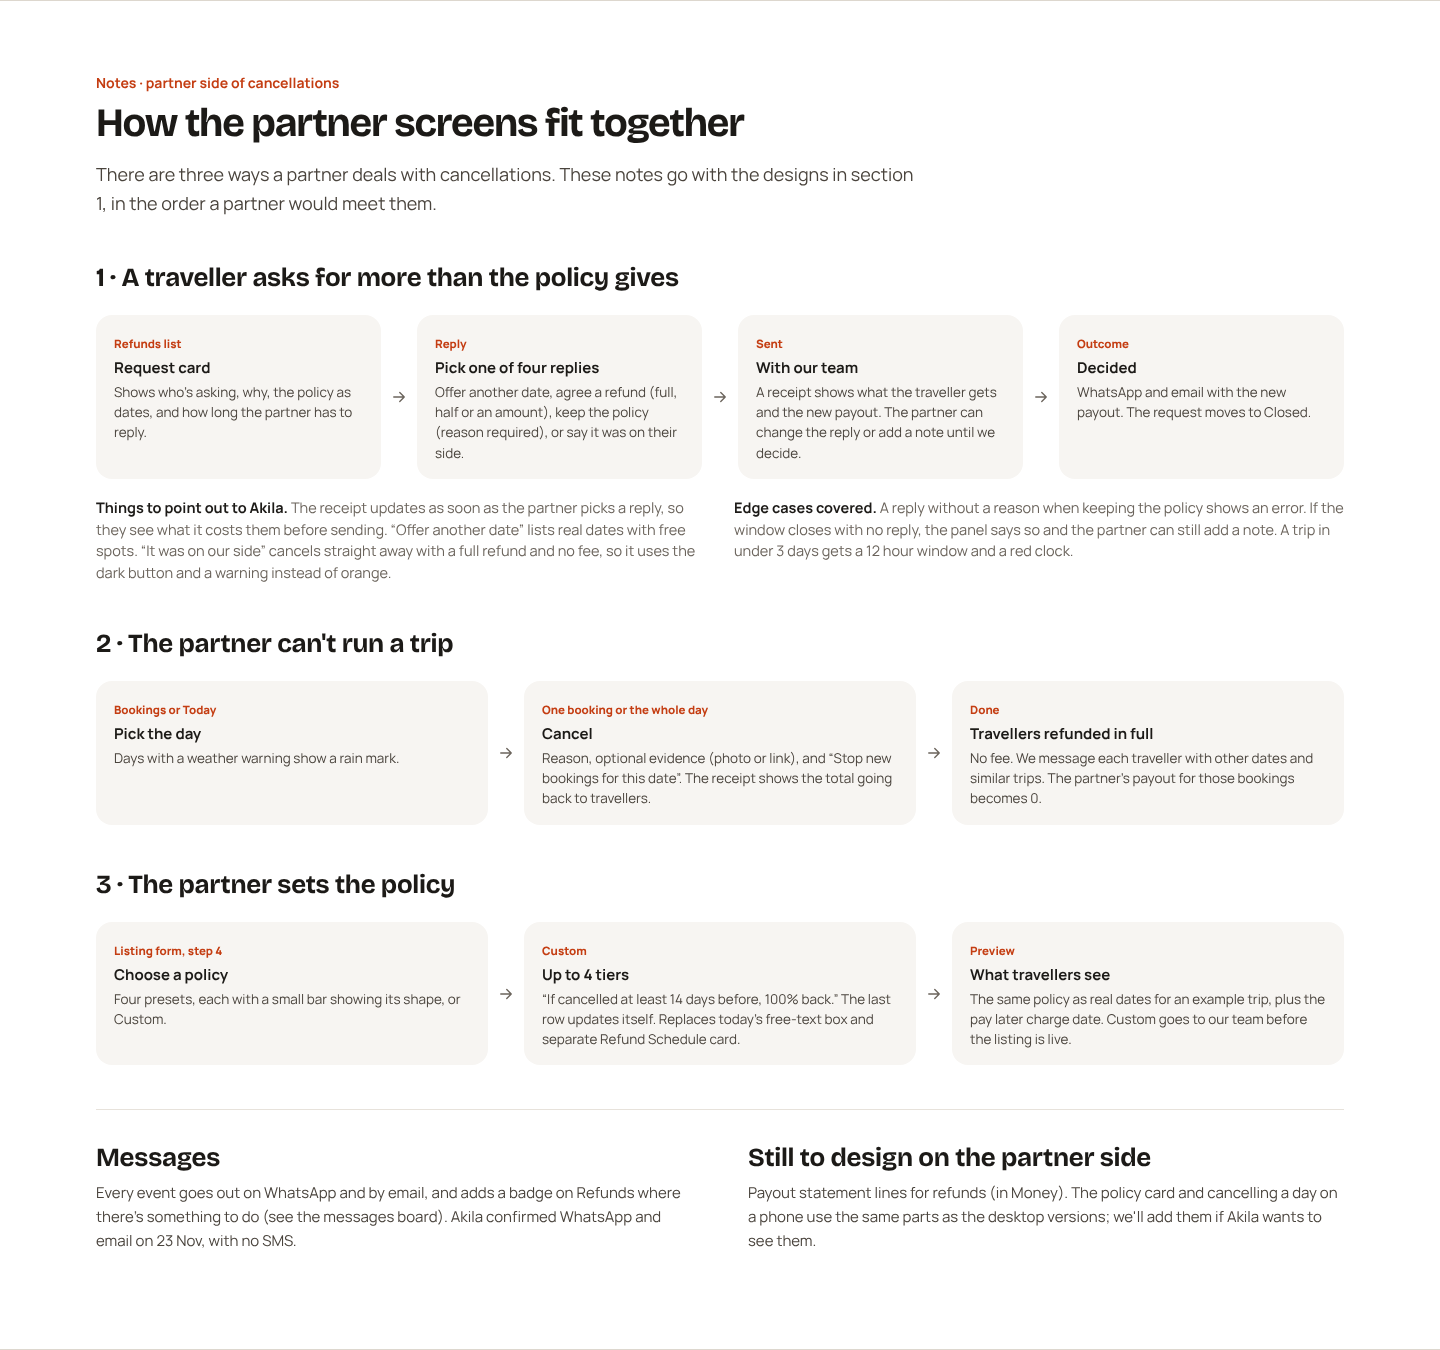 Notes · partner side of cancellations
How the partner screens fit together
There are three ways a partner deals with cancellations. These notes go with the designs in section
1, in the order a partner would meet them.
1 · A traveller asks for more than the policy gives
Refunds list
Request card
Shows who's asking, why, the policy as
dates, and how long the partner has to
reply.
→
Reply
Pick one of four replies
Offer another date, agree a refund (full,
half or an amount), keep the policy
(reason required), or say it was on their
side.
→
Sent
With our team
A receipt shows what the traveller gets
and the new payout. The partner can
change the reply or add a note until we
decide.
→
Outcome
Decided
WhatsApp and email with the new
payout. The request moves to Closed.
Things to point out to Akila. The receipt updates as soon as the partner picks a reply, so
they see what it costs them before sending. “Offer another date” lists real dates with free
spots. “It was on our side” cancels straight away with a full refund and no fee, so it uses the
dark button and a warning instead of orange.
Edge cases covered. A reply without a reason when keeping the policy shows an error. If the
window closes with no reply, the panel says so and the partner can still add a note. A trip in
under 3 days gets a 12 hour window and a red clock.
2 · The partner can't run a trip
Bookings or Today
Pick the day
Days with a weather warning show a rain mark.
→
One booking or the whole day
Cancel
Reason, optional evidence (photo or link), and “Stop new
bookings for this date”. The receipt shows the total going
back to travellers.
→
Done
Travellers refunded in full
No fee. We message each traveller with other dates and
similar trips. The partner's payout for those bookings
becomes 0.
3 · The partner sets the policy
Listing form, step 4
Choose a policy
Four presets, each with a small bar showing its shape, or
Custom.
→
Custom
Up to 4 tiers
“If cancelled at least 14 days before, 100% back.” The last
row updates itself. Replaces today's free-text box and
separate Refund Schedule card.
→
Preview
What travellers see
The same policy as real dates for an example trip, plus the
pay later charge date. Custom goes to our team before
the listing is live.
Messages
Every event goes out on WhatsApp and by email, and adds a badge on Refunds where
there's something to do (see the messages board). Akila confirmed WhatsApp and
email on 23 Nov, with no SMS.
Still to design on the partner side
Payout statement lines for refunds (in Money). The policy card and cancelling a day on
a phone use the same parts as the desktop versions; we'll add them if Akila wants to
see them.